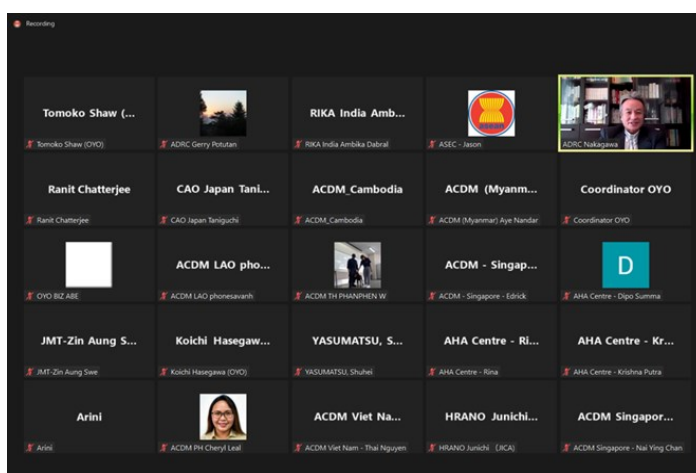 Recording
Tomoko Shaw (...
Tomoko Shaw (OYO)
ADRC Gerry Potutan
RIKA India Amb...
RIKA India Ambika Dabral
ASEC - Jason
ADRC Nakagawa
Ranit Chatterjee
Ranit Chatterjee
CAO Japan Tani...
CAO Japan Taniguchi
ACDM_Cambodia
ACDM_Cambodia
ACDM (Myanm...
ACDM (Myanmar) Aye Nandar
Coordinator OYO
Coordinator OYO
OYO BIZ ABE
ACDM LAO pho...
ACDM LAO phonesavanh
ACDM TH PHANPHEN W
ACDM - Singap...
ACDM - Singapore - Edrick
D
AHA Centre - Dipo Summa
JMT-Zin Aung S...
JMT-Zin Aung Swe
Koichi Hasegaw...
Koichi Hasegawa (OYO)
YASUMATSU, S...
YASUMATSU, Shuhei
AHA Centre - Ri...
AHA Centre - Rina
AHA Centre - Kr...
AHA Centre - Krishna Putra
Arini
Arini
ACDM PH Cheryl Leal
ACDM Viet Na...
ACDM Viet Nam - Thai Nguyen
HRANO Junichi...
HRANO Junichi （JICA)
ACDM Singapor...
ACDM Singapore - Nai Ying Chan